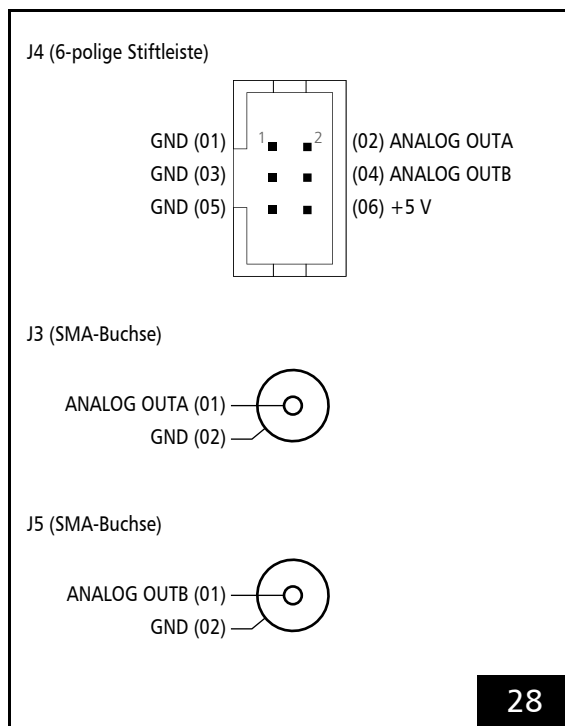 J4 (6-polige Stiftleiste)
GND (01) 1 2 (02) ANALOG OUTA
GND (03) (04) ANALOG OUTB
GND (05) (06) +5 V
J3 (SMA-Buchse)
ANALOG OUTA (01)
GND (02)
J5 (SMA-Buchse)
ANALOG OUTB (01)
GND (02)
28